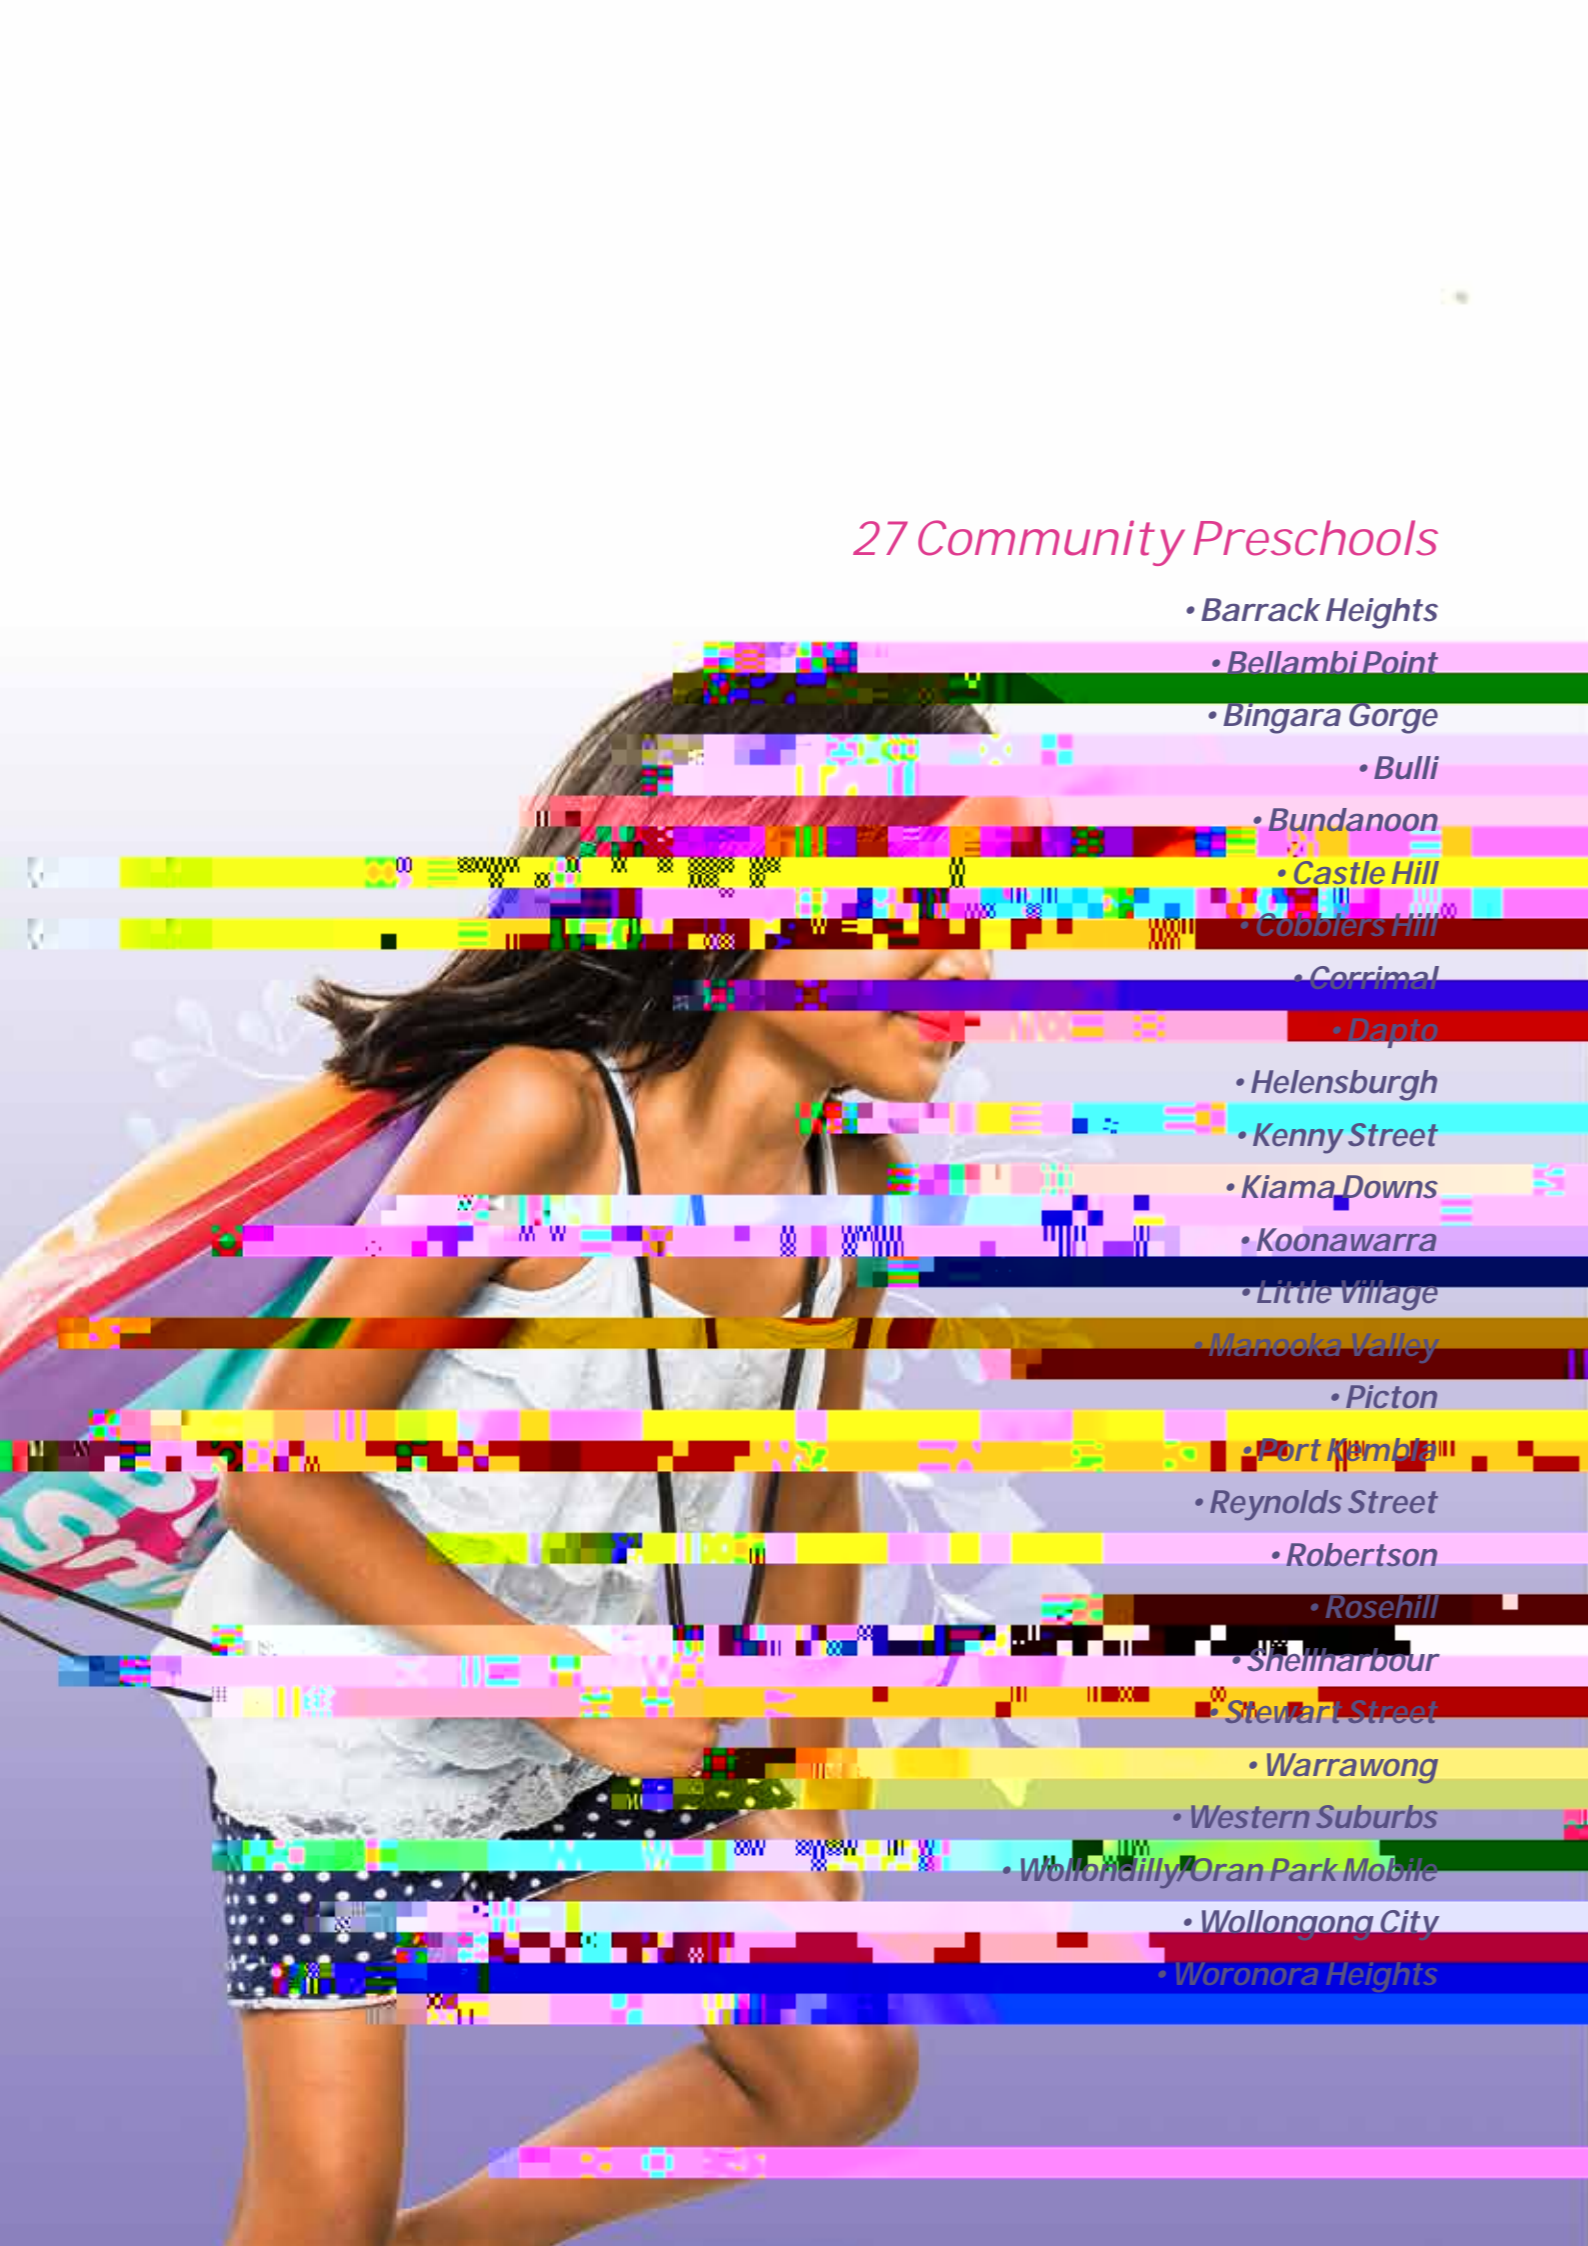 27 Community Preschools
• Barrack Heights
• Bellambi Point
• Bingara Gorge
• Bulli
• Bundanoon
• Castle Hill
• Cobblers Hill
• Corrimal
• Dapto
• Helensburgh
• Kenny Street
• Kiama Downs
• Koonawarra
• Little Village
• Manooka Valley
• Picton
• Port Kembla
• Reynolds Street
• Robertson
• Rosehill
• Shellharbour
• Stewart Street
• Warrawong
• Western Suburbs
• Wollondilly/Oran Park Mobile
• Wollongong City
• Woronora Heights